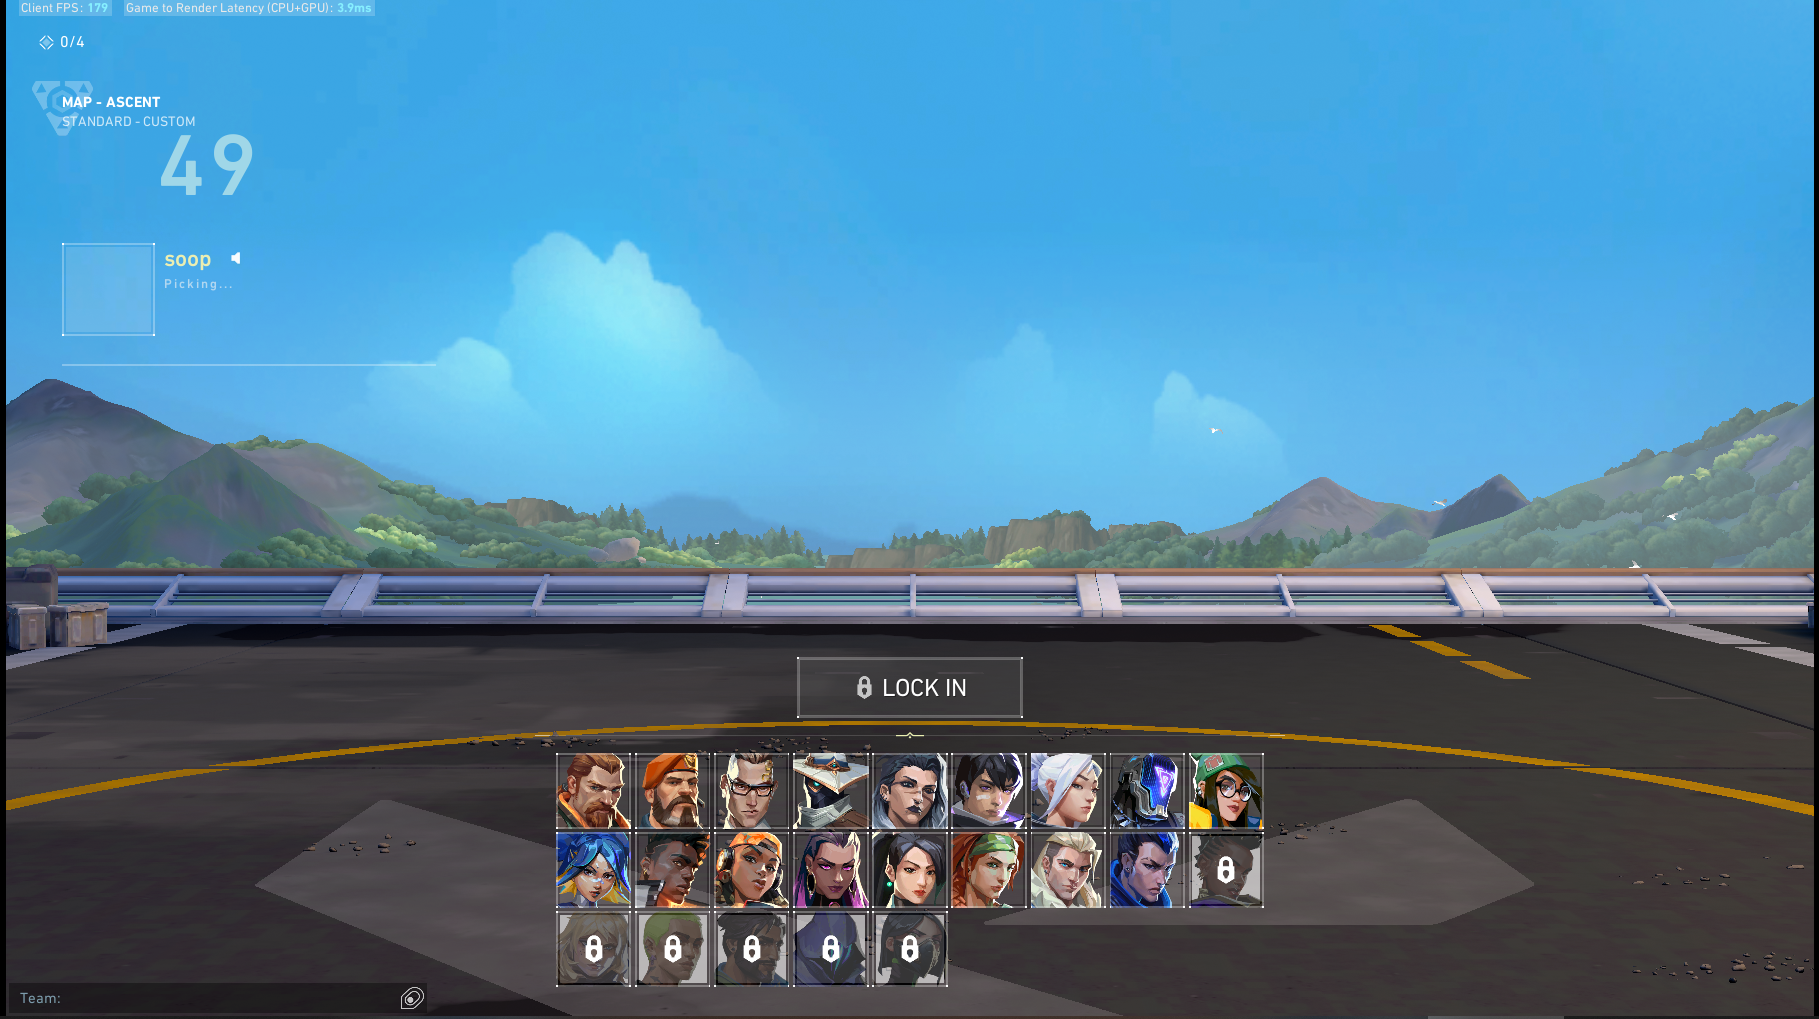 Client FPS: 179 Game to Render Latency (CPU+GPU): 3.9ms
0/4
MAP - ASCENT
STANDARD - CUSTOM
49
soop
Picking...
LOCK IN
Team: